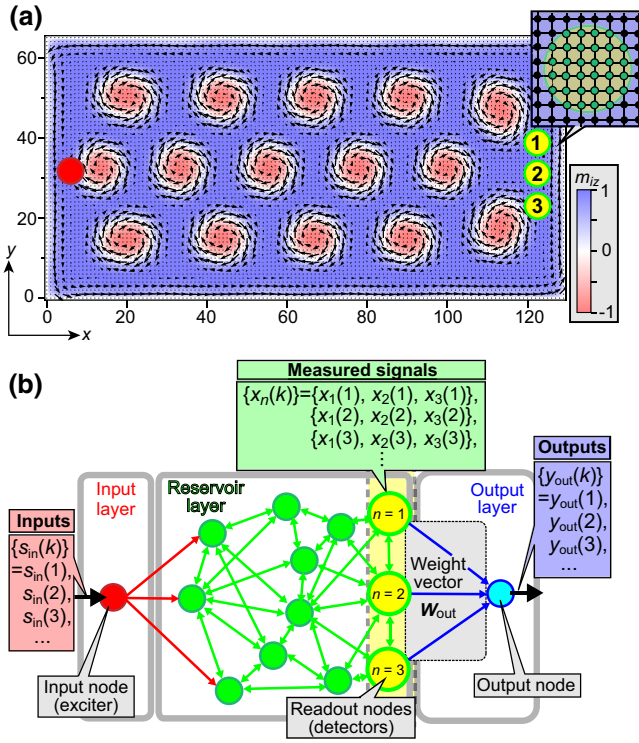 (a)
60
40
20
0
0
20
40
60
80
100
120
y
x
1
2
3
m_iz
1
0
-1
(b)
Measured signals
{x_n(k)}={x_1(1), x_2(1), x_3(1)},
{x_1(2), x_2(2), x_3(2)},
{x_1(3), x_2(3), x_3(3)},
⋮
Inputs
{s_in(k)}
=s_in(1),
s_in(2),
s_in(3),
...
Input
layer
Reservoir
layer
n = 1
n = 2
n = 3
Weight
vector
W_out
Output
layer
Outputs
{y_out(k)}
=y_out(1),
y_out(2),
y_out(3),
...
Input node
(exciter)
Readout nodes
(detectors)
Output node